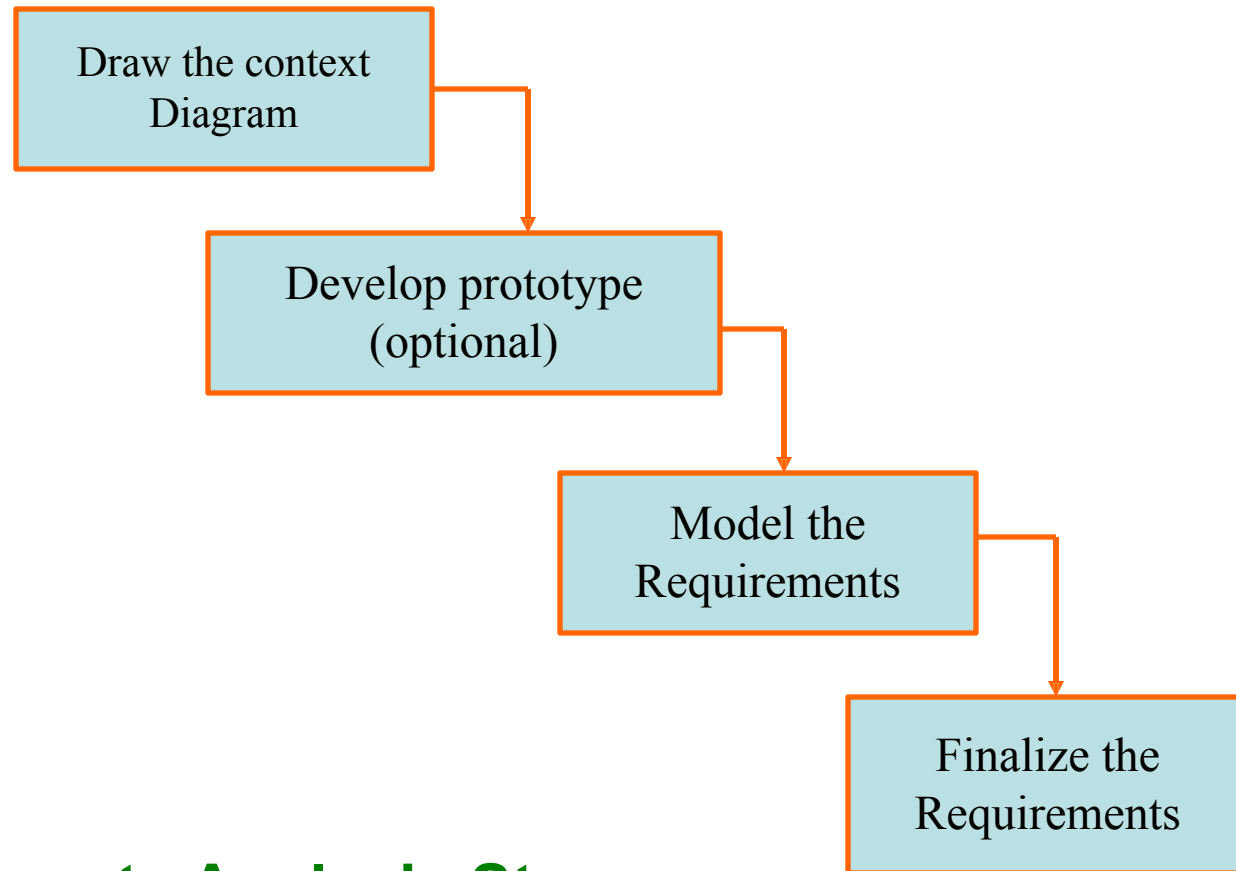 Draw the context
Diagram
Develop prototype
(optional)
Model the
Requirements
Finalize the
Requirements